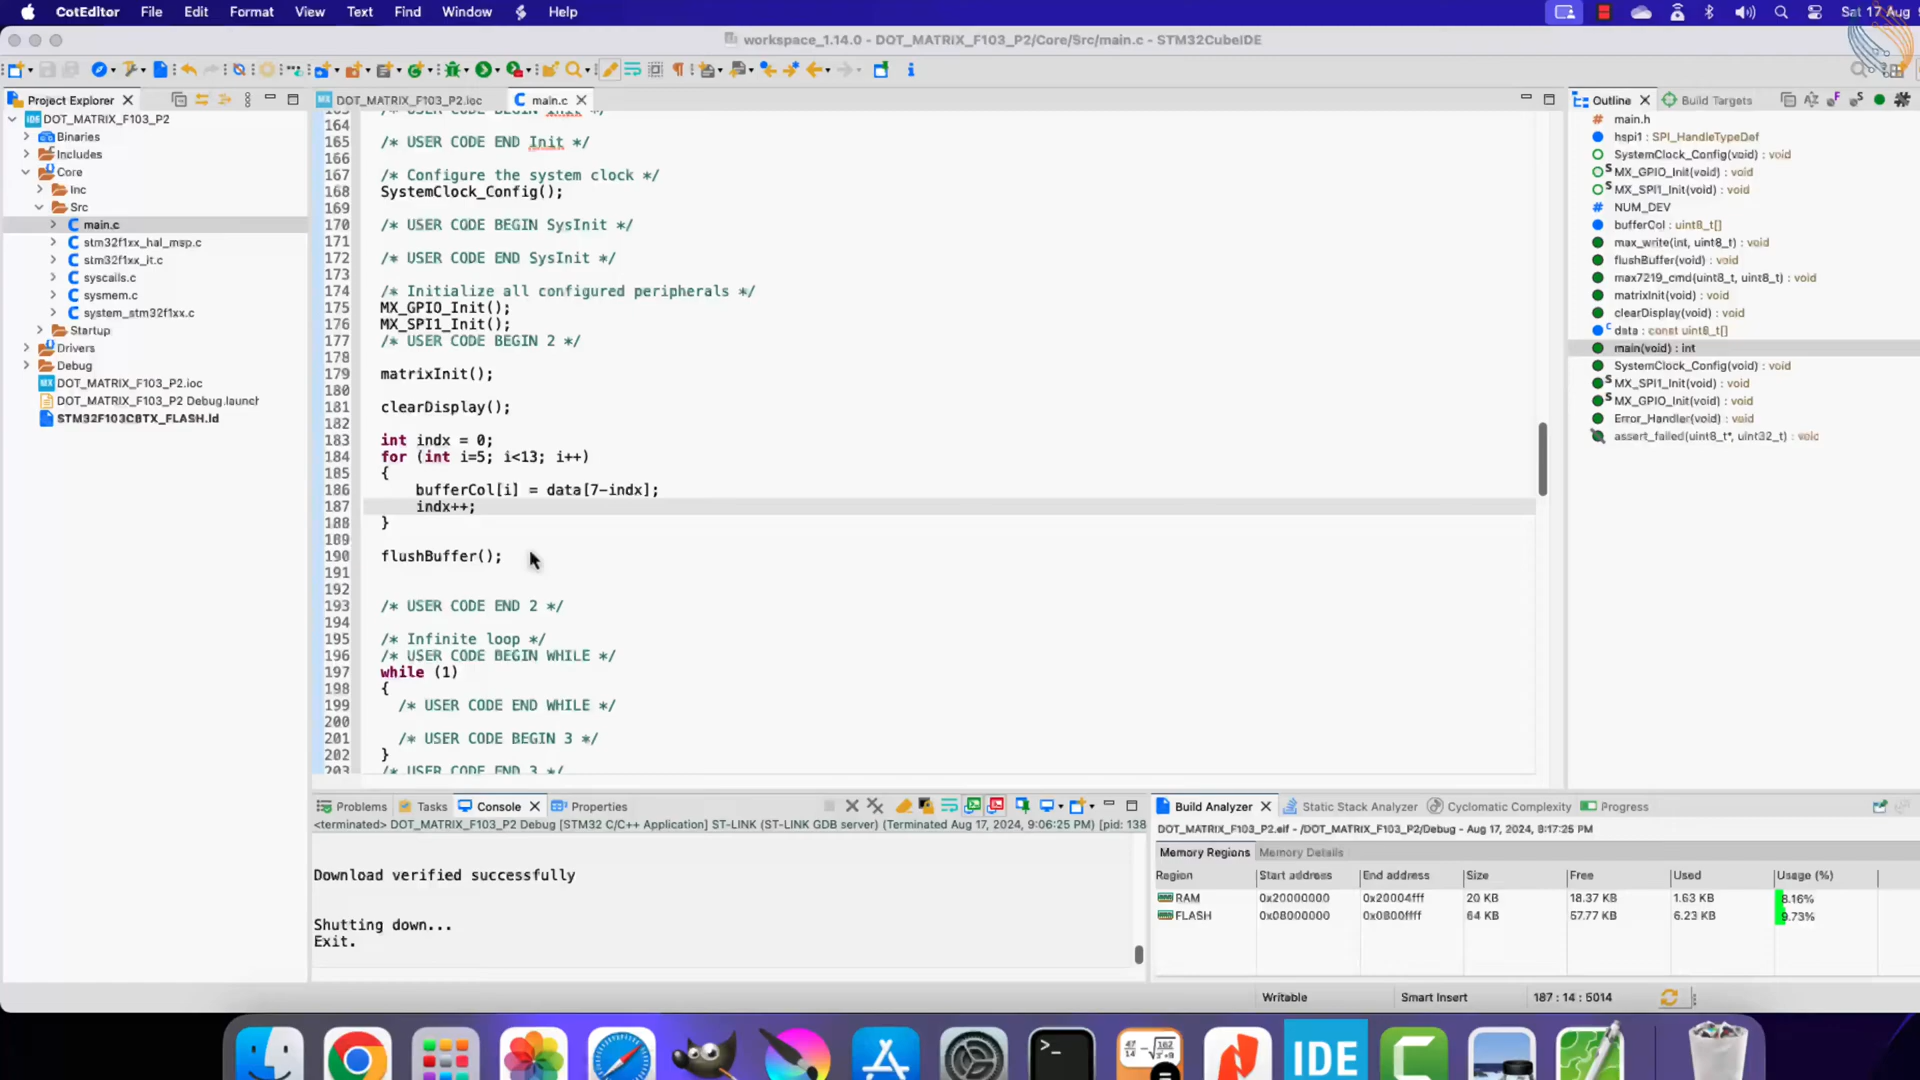 CotEditor File Edit Format View Text Find Window Help Sat 17 Aug
workspace_1.14.0 - DOT_MATRIX_F103_P2/Core/Src/main.c - STM32CubeIDE
Project Explorer
DOT_MATRIX_F103_P2
Binaries
Includes
Core
Inc
Src
main.c
stm32f1xx_hal_msp.c
stm32f1xx_it.c
syscalls.c
sysmem.c
system_stm32f1xx.c
Startup
Drivers
Debug
DOT_MATRIX_F103_P2.ioc
DOT_MATRIX_F103_P2 Debug.launch
STM32F103C8TX_FLASH.ld
DOT_MATRIX_F103_P2.ioc main.c
164
165 /* USER CODE END Init */
166
167 /* Configure the system clock */
168 SystemClock_Config();
169
170 /* USER CODE BEGIN SysInit */
171
172 /* USER CODE END SysInit */
173
174 /* Initialize all configured peripherals */
175 MX_GPIO_Init();
176 MX_SPI1_Init();
177 /* USER CODE BEGIN 2 */
178
179 matrixInit();
180
181 clearDisplay();
182
183 int indx = 0;
184 for (int i=5; i<13; i++)
185 {
186 bufferCol[i] = data[7-indx];
187 indx++;
188 }
189
190 flushBuffer();
191
192
193 /* USER CODE END 2 */
194
195 /* Infinite loop */
196 /* USER CODE BEGIN WHILE */
197 while (1)
198 {
199 /* USER CODE END WHILE */
200
201 /* USER CODE BEGIN 3 */
202 }
203 /* USER CODE END 3 */
Outline Build Targets
main.h
hspi1 : SPI_HandleTypeDef
SystemClock_Config(void) : void
MX_GPIO_Init(void) : void
MX_SPI1_Init(void) : void
NUM_DEV
bufferCol : uint8_t[]
max_write(int, uint8_t) : void
flushBuffer(void) : void
max7219_cmd(uint8_t, uint8_t) : void
matrixInit(void) : void
clearDisplay(void) : void
data : const uint8_t[]
main(void) : int
SystemClock_Config(void) : void
MX_SPI1_Init(void) : void
MX_GPIO_Init(void) : void
Error_Handler(void) : void
assert_failed(uint8_t*, uint32_t) : void
Problems Tasks Console Properties
<terminated> DOT_MATRIX_F103_P2 Debug [STM32 C/C++ Application] ST-LINK (ST-LINK GDB server) (Terminated Aug 17, 2024, 9:06:25 PM) [pid: 138
Download verified successfully
Shutting down...
Exit.
Build Analyzer Static Stack Analyzer Cyclomatic Complexity Progress
DOT_MATRIX_F103_P2.elf - /DOT_MATRIX_F103_P2/Debug - Aug 17, 2024, 8:17:25 PM
Memory Regions Memory Details
Region Start address End address Size Free Used Usage (%)
RAM 0x20000000 0x20004fff 20 KB 18.37 KB 1.63 KB 8.16%
FLASH 0x08000000 0x0800ffff 64 KB 57.77 KB 6.23 KB 9.73%
Writable Smart Insert 187 : 14 : 5014
IDE